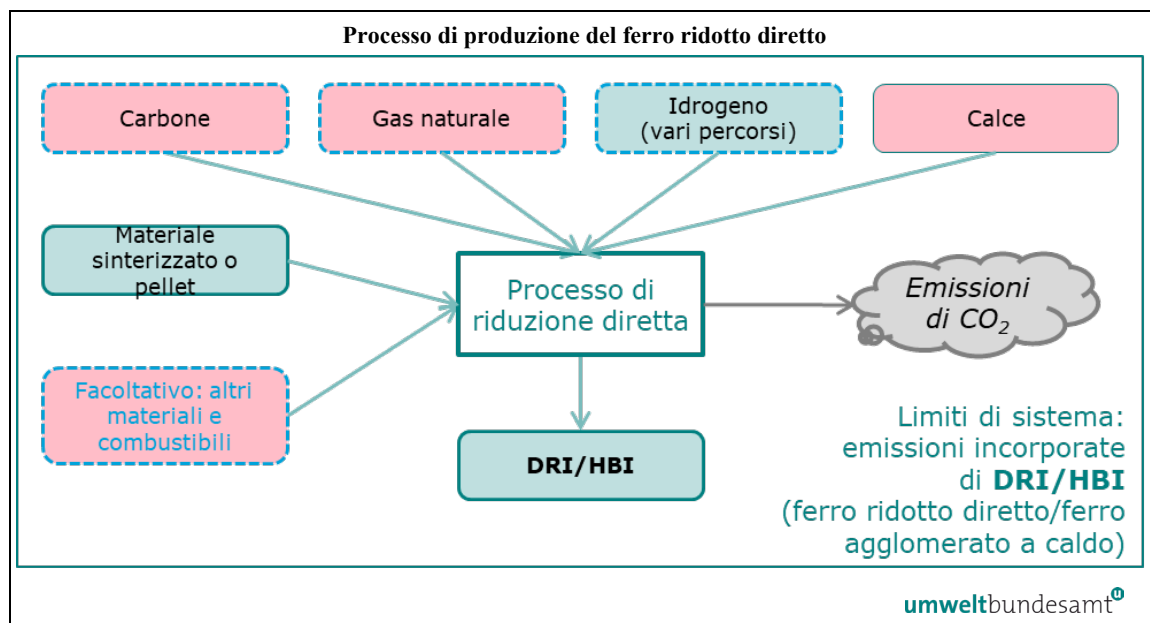 Processo di produzione del ferro ridotto diretto
Carbone
Gas naturale
Idrogeno
(vari percorsi)
Calce
Materiale
sinterizzato o
pellet
Processo di
riduzione diretta
Emissioni
di CO₂
Facoltativo: altri
materiali e
combustibili
DRI/HBI
Limiti di sistema:
emissioni incorporate
di DRI/HBI
(ferro ridotto diretto/ferro
agglomerato a caldo)
umweltbundesamt
u